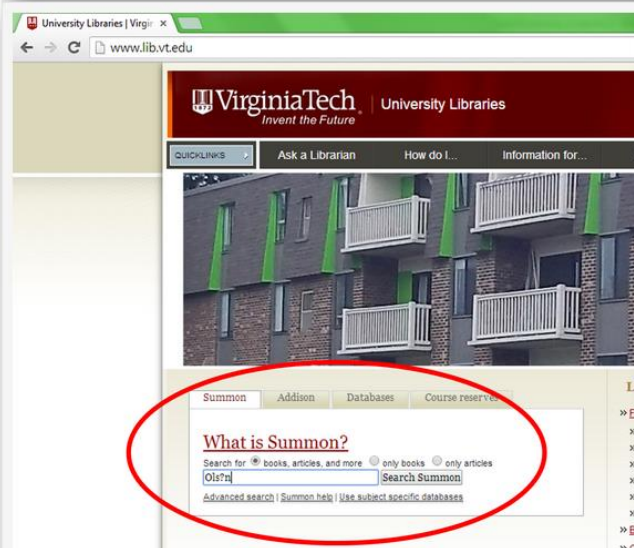 University Libraries | Virgin
www.lib.vt.edu
VirginiaTech
Invent the Future
University Libraries
QUICKLINKS
Ask a Librarian
How do I...
Information for...
Summon
Addison
Databases
Course reserves
What is Summon?
Search for books, articles, and more only books only articles
Ols?n
Search Summon
Advanced search | Summon help | Use subject specific databases